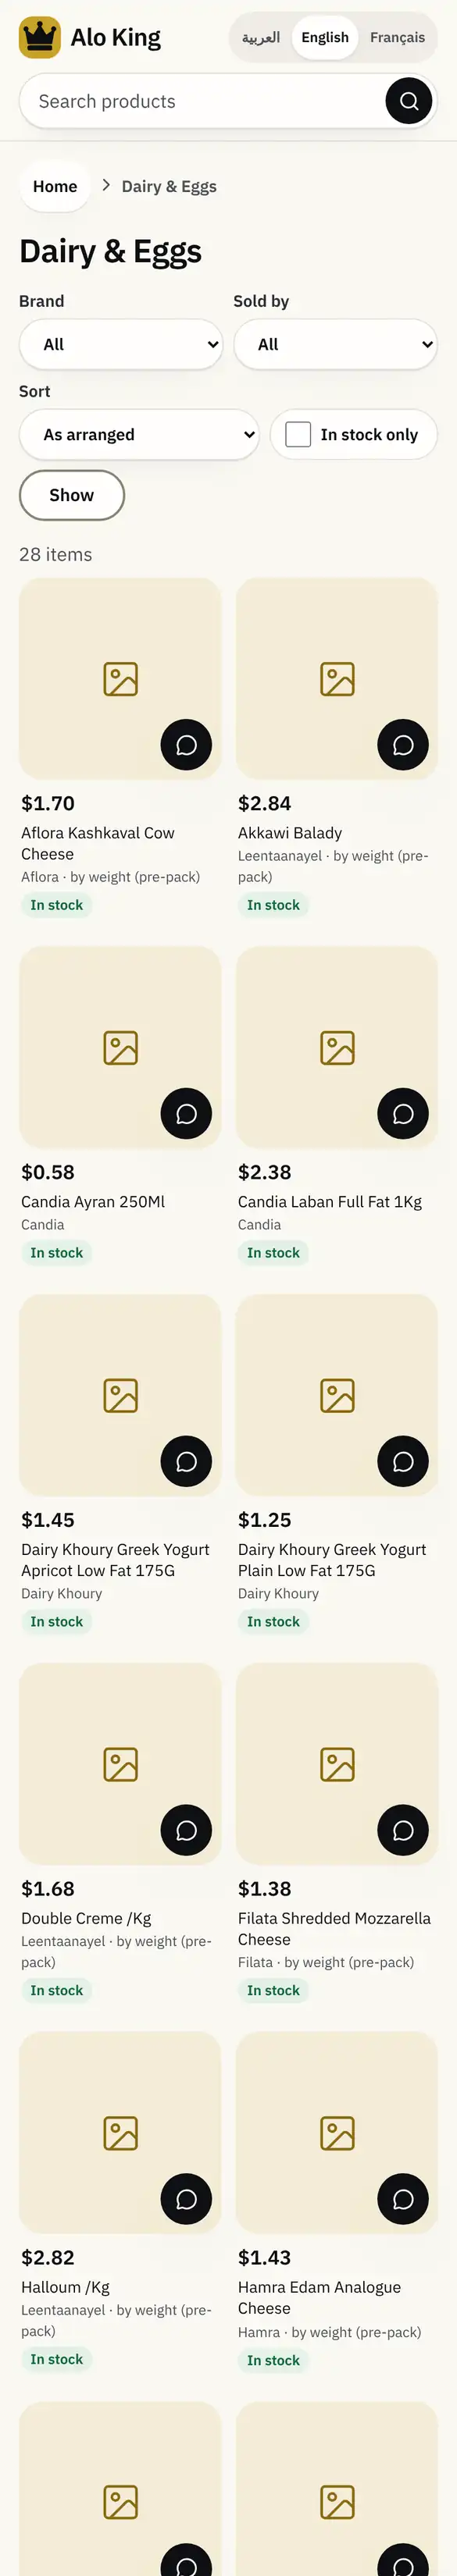 Alo King
العربية
English
Français
Search products
Home
Dairy & Eggs
Dairy & Eggs
Brand
Sold by
All
All
Sort
As arranged
In stock only
Show
28 items
$1.70
Aflora Kashkaval Cow
Cheese
Aflora · by weight (pre-pack)
In stock
$2.84
Akkawi Balady
Leentaanayel · by weight (pre-
pack)
In stock
$0.58
Candia Ayran 250Ml
Candia
In stock
$2.38
Candia Laban Full Fat 1Kg
Candia
In stock
$1.45
Dairy Khoury Greek Yogurt
Apricot Low Fat 175G
Dairy Khoury
In stock
$1.25
Dairy Khoury Greek Yogurt
Plain Low Fat 175G
Dairy Khoury
In stock
$1.68
Double Creme /Kg
Leentaanayel · by weight (pre-
pack)
In stock
$1.38
Filata Shredded Mozzarella
Cheese
Filata · by weight (pre-pack)
In stock
$2.82
Halloum /Kg
Leentaanayel · by weight (pre-
pack)
In stock
$1.43
Hamra Edam Analogue
Cheese
Hamra · by weight (pre-pack)
In stock